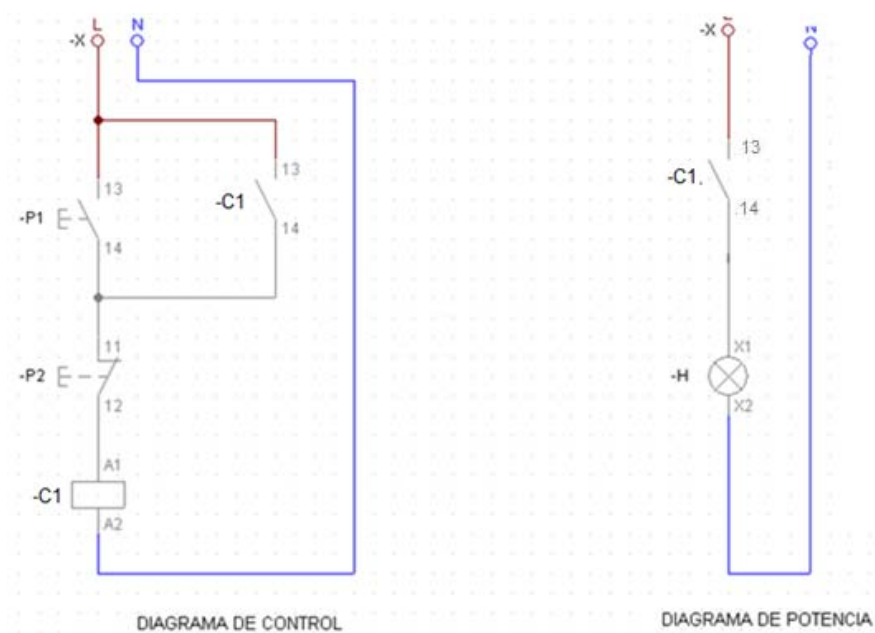 L N
-X
13
-P1
14
13
-C1
14
11
-P2
12
A1
-C1
A2
DIAGRAMA DE CONTROL
-X
N
13
-C1.
14
X1
-H
X2
DIAGRAMA DE POTENCIA